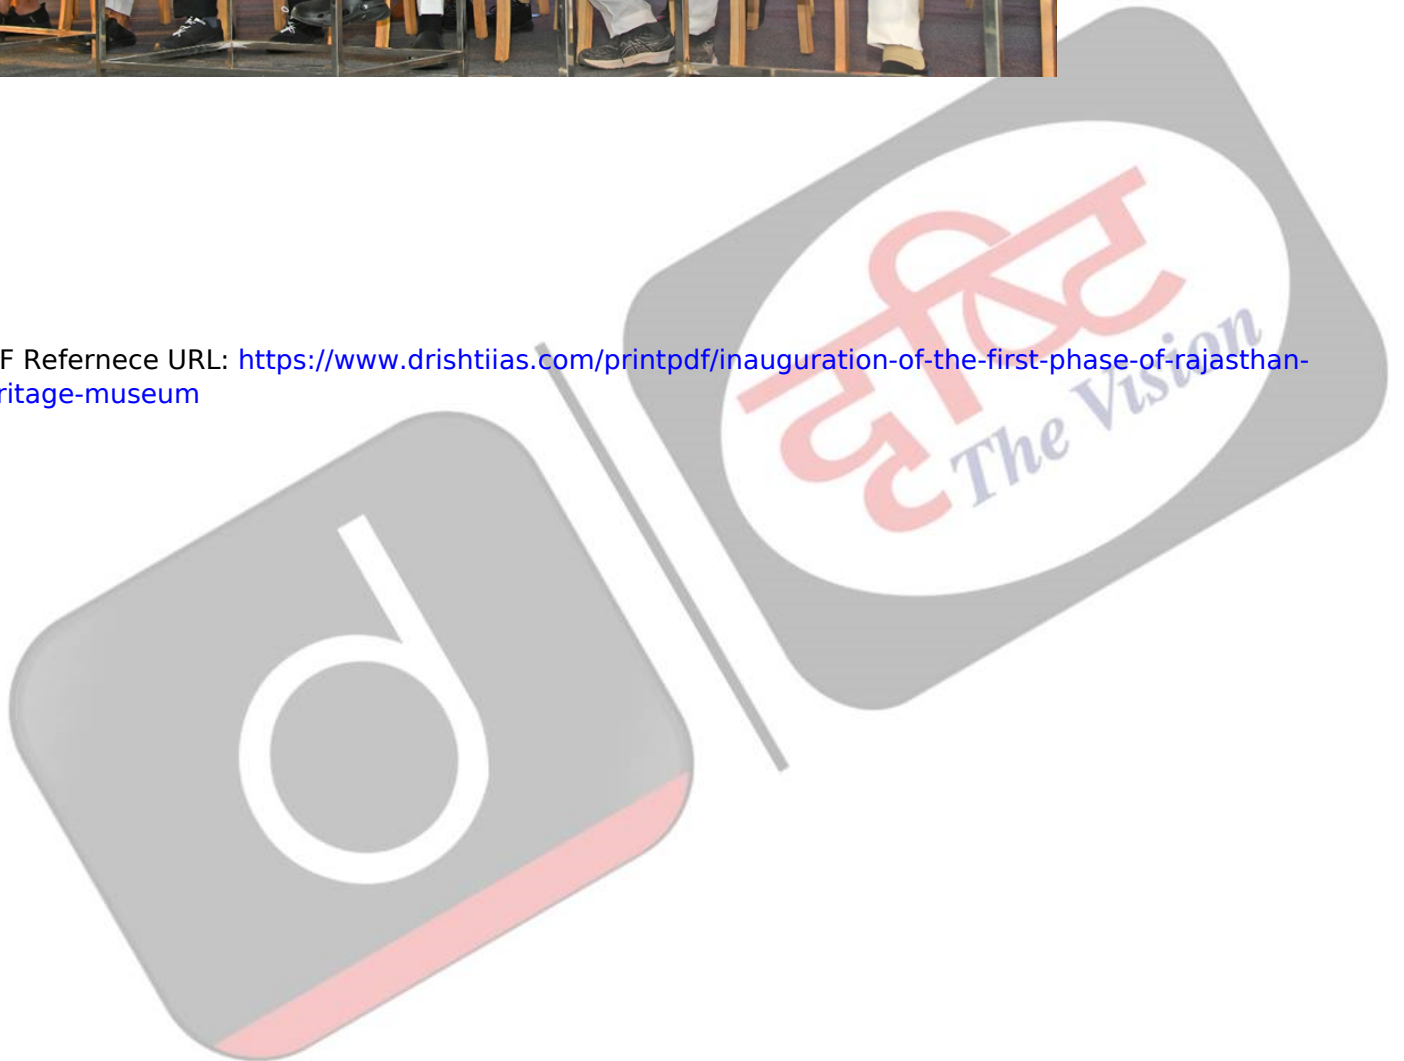 F Refernece URL: https://www.drishtiias.com/printpdf/inauguration-of-the-first-phase-of-rajasthan-
ritage-museum
दृष्टि
The Vision
d